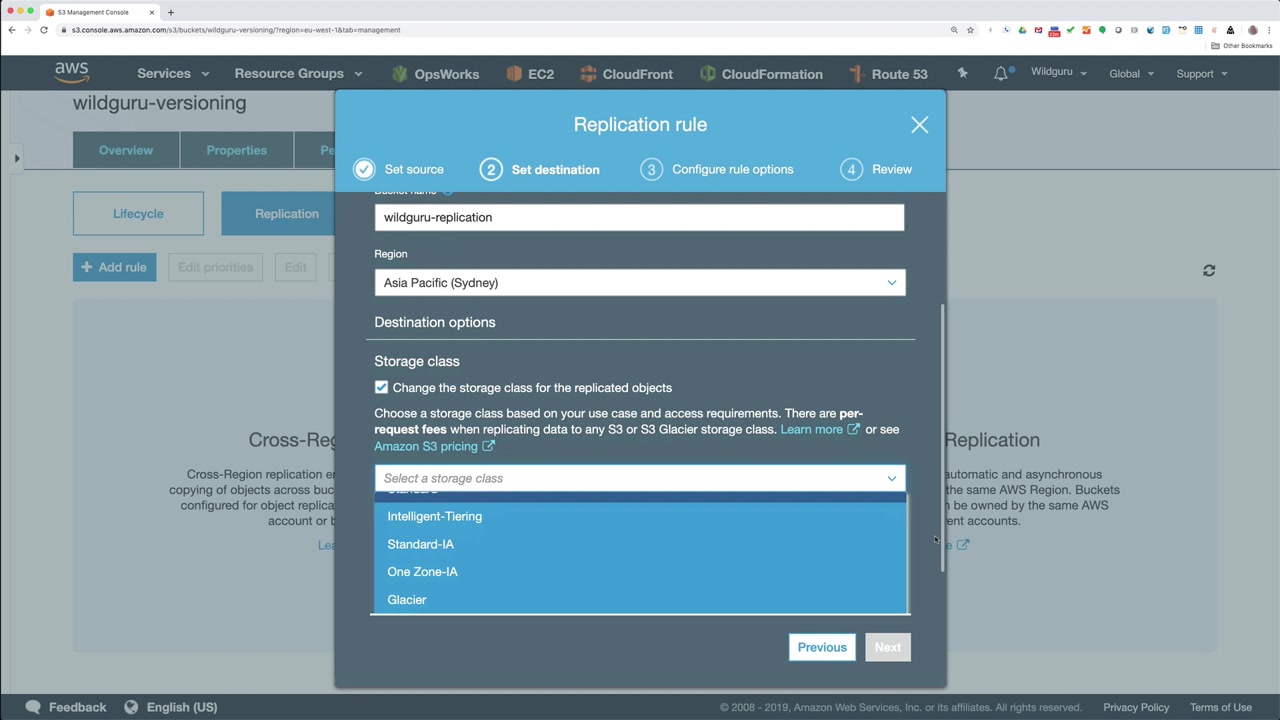 S3 Management Console
s3.console.aws.amazon.com/s3/buckets/wildguru-versioning/?region=eu-west-1&tab=management
Other Bookmarks
aws
Services
Resource Groups
OpsWorks
EC2
CloudFront
CloudFormation
Route 53
Wildguru
Global
Support
wildguru-versioning
Overview
Properties
Pe
Lifecycle
Replication
+ Add rule
Edit priorities
Edit
Cross-Reg
Cross-Region replication en
copying of objects across buc
configured for object replica
account or b
Lea
Replication
automatic and asynchronous
the same AWS Region. Buckets
n be owned by the same AWS
ent accounts.
e
Replication rule
Set source
2 Set destination
3 Configure rule options
4 Review
Bucket name
wildguru-replication
Region
Asia Pacific (Sydney)
Destination options
Storage class
Change the storage class for the replicated objects
Choose a storage class based on your use case and access requirements. There are per-
request fees when replicating data to any S3 or S3 Glacier storage class. Learn more or see
Amazon S3 pricing
Select a storage class
Standard
Intelligent-Tiering
Standard-IA
One Zone-IA
Glacier
Previous
Next
Feedback
English (US)
© 2008 - 2019, Amazon Web Services, Inc. or its affiliates. All rights reserved.
Privacy Policy
Terms of Use